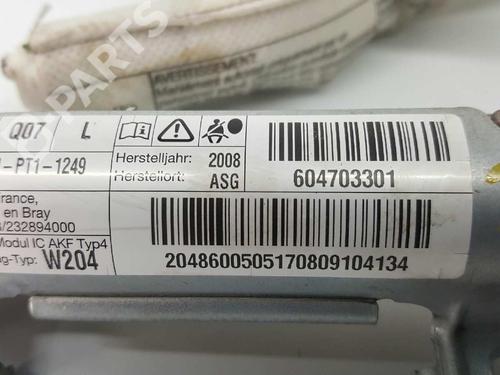 PARTS
AVERTISSEMENT
Q07 L
-PT1-1249
Herstelljahr: 2008
Herstellort: ASG
604703301
rance,
en Bray
/232894000
Modul IC AKF Typ4
g-Typ: W204
2048600505170809104134